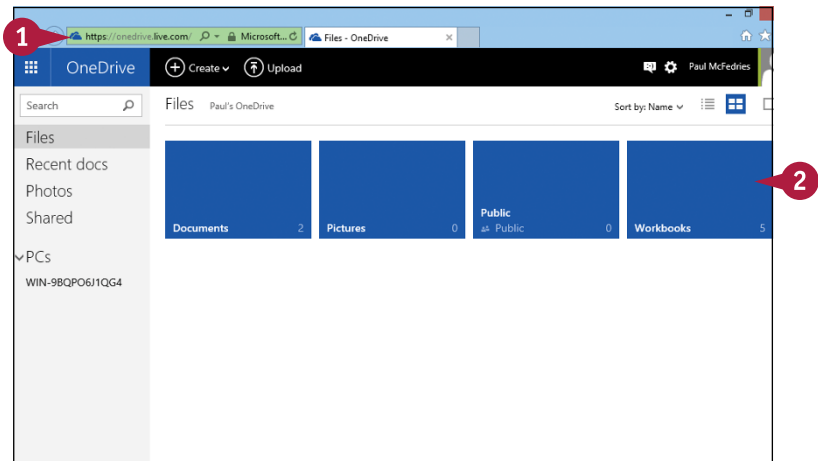 1
https://onedrive.live.com/ Microsoft... Files - OneDrive
OneDrive Create Upload Paul McFedries
Search Files Paul's OneDrive Sort by: Name
Files
Recent docs
Photos
Shared
PCs
WIN-9BQPO6J1QG4
Documents 2
Pictures 0
Public
Public 0
Workbooks 5
2